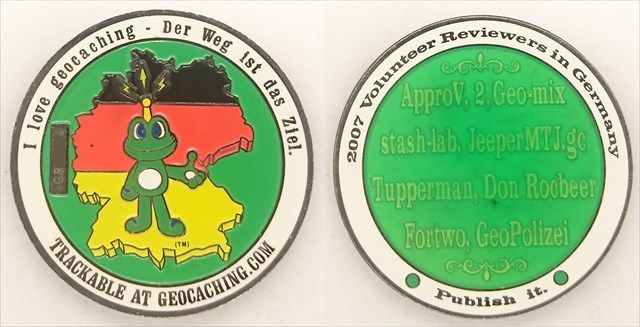 I love geocaching - Der Weg ist das Ziel.
(TM)
TRACKABLE AT GEOCACHING.COM
2007 Volunteer Reviewers in Germany
ApproV, 2, Geo-mix
stash-lab, JeeperMTJ.gc
Tupperman, Don Rocbeer
Fortwo, GeoPolizei
Publish it.